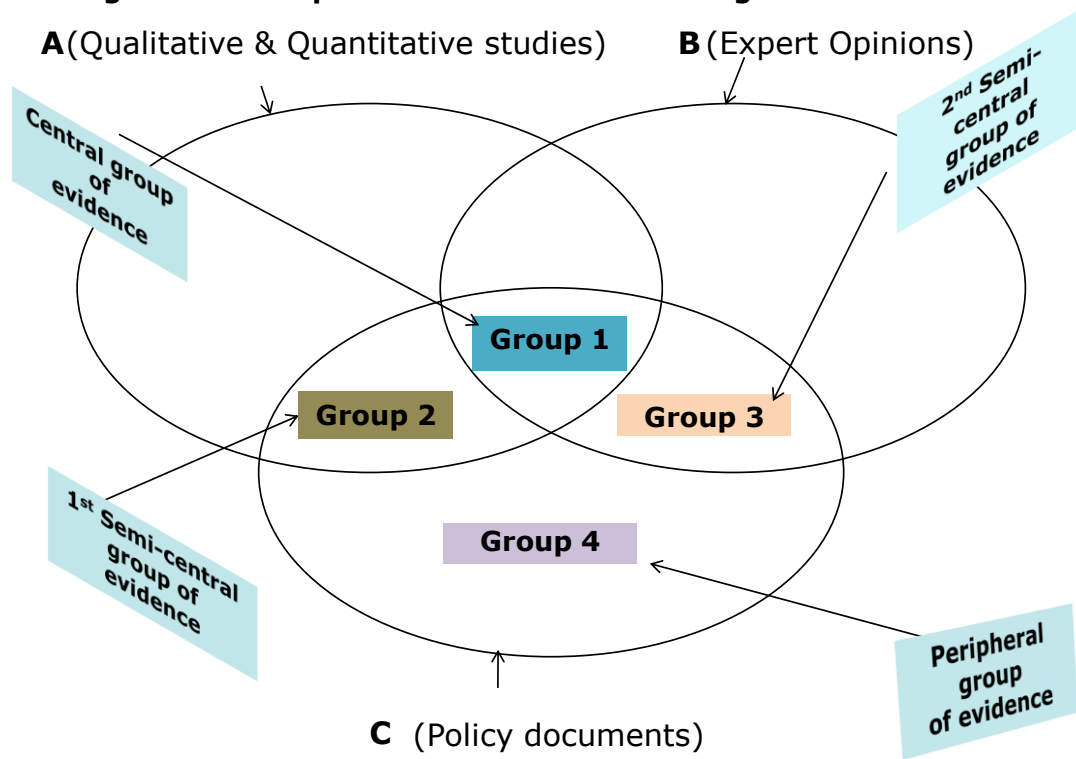 A (Qualitative & Quantitative studies)
B (Expert Opinions)
Central group
of
evidence
2nd Semi-
central
group of
evidence
Group 1
Group 2
Group 3
1st Semi-central
group of
evidence
Group 4
Peripheral
group
of evidence
C (Policy documents)